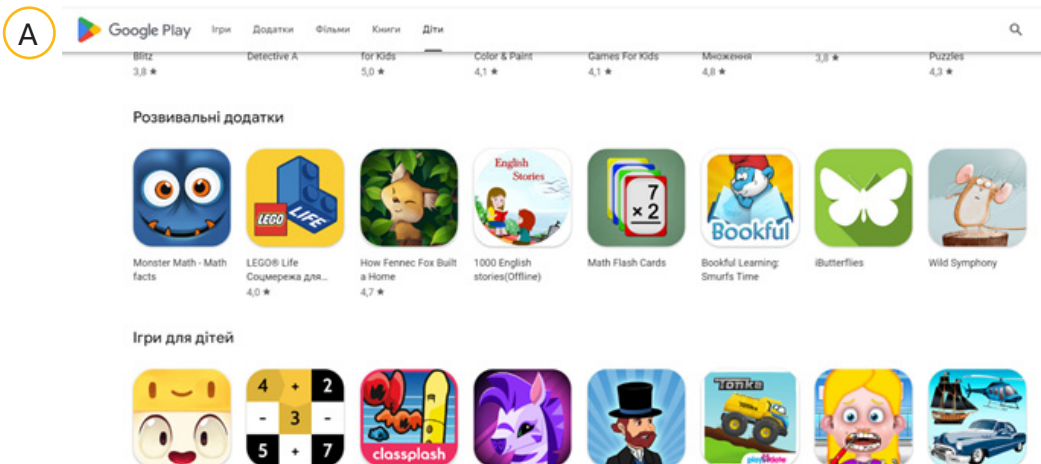 A
Google Play Ігри Додатки Фільми Книги Діти
Blitz Detective A for Kids Color & Paint Games For Kids Множення Puzzles
3,8 ★ 5,0 ★ 4,1 ★ 4,1 ★ 4,8 ★ 3,8 ★ 4,3 ★
Розвивальні додатки
LEGO LIFE
English
Stories
7
× 2
Bookful
Monster Math - Math LEGO® Life How Fennec Fox Built 1000 English Math Flash Cards Bookful Learning: iButterflies Wild Symphony
facts Соцмережа для... a Home stories(Offline) Smurfs Time
4,0 ★ 4,7 ★
Ігри для дітей
4 + 2
- 3 -
5 + 7
classplash
Tonka